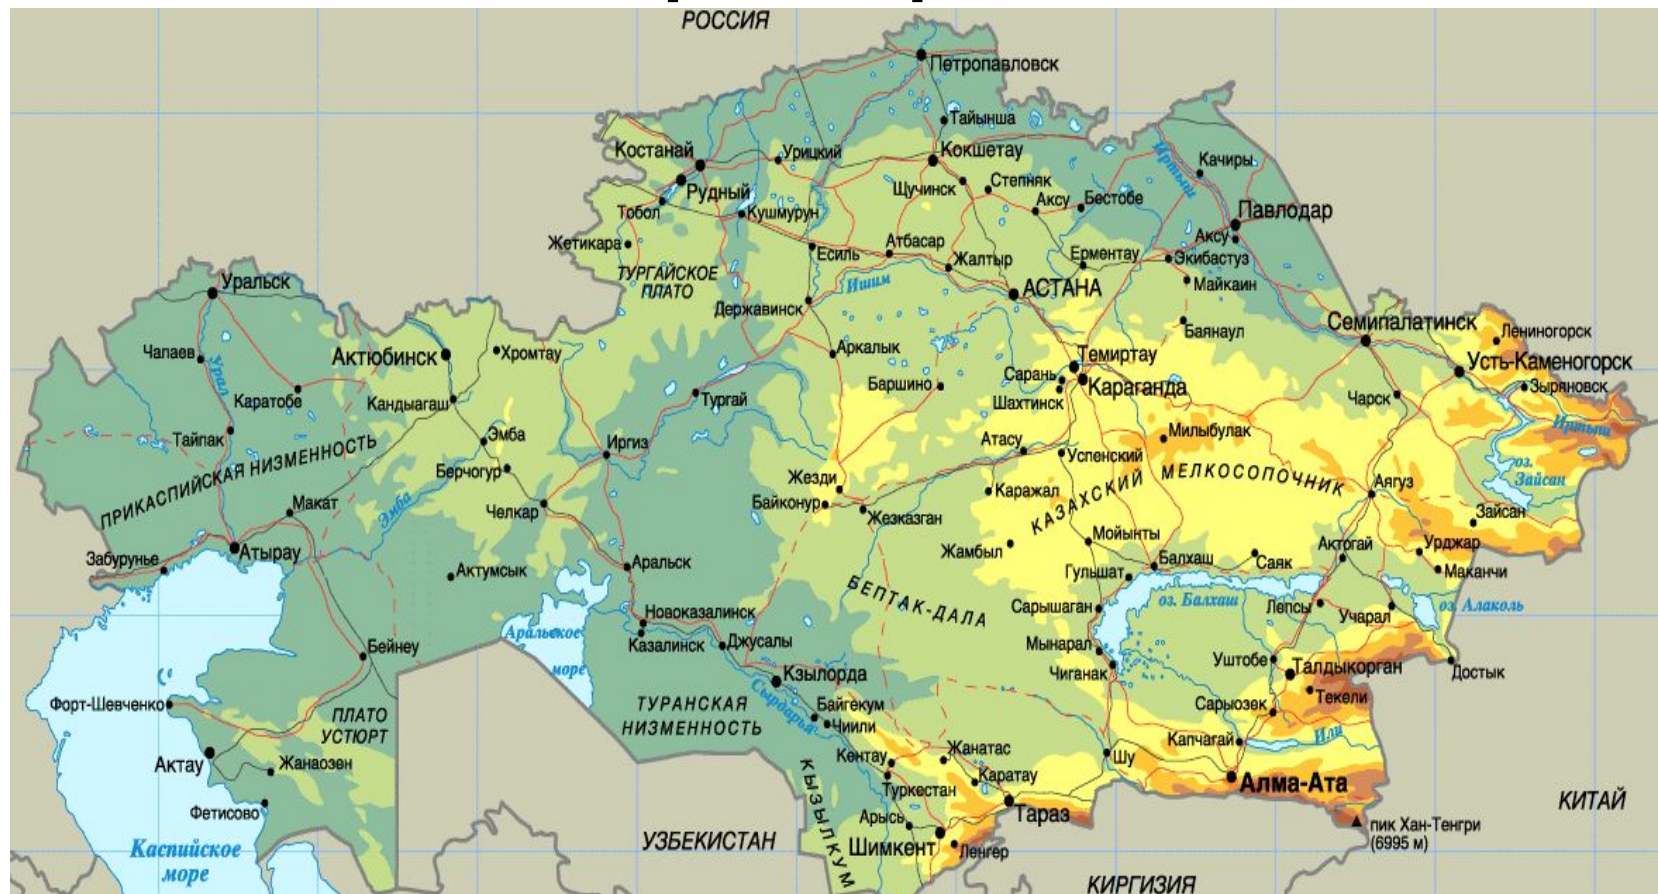 РОССИЯ
Петропавловск
Тайынша
Костанай
Урицкий
Кокшетау
Качиры
Иртыш
Рудный
Щучинск
Степняк
Тобол
Кушмурун
Аксу
Бестобе
Павлодар
Жетикара
Есиль
Атбасар
Аксу
Жалтыр
Ерментау
Экибастуз
ТУРГАЙСКОЕ
ПЛАТО
Уральск
Ишим
АСТАНА
Майкаин
Державинск
Баянаул
Семипалатинск
Лениногорск
Чапаев
Урал
Актюбинск
Хромтау
Аркалык
Темиртау
Усть-Каменогорск
Сарань
Караганда
Баршино
Зыряновск
Каратобе
Кандыагаш
Тургай
Шахтинск
Чарск
Тайпак
Эмба
Иргиз
Атасу
Милыбулак
Иртыш
ПРИКАСПИЙСКАЯ НИЗМЕННОСТЬ
Берчогур
Успенский
оз.
Зайсан
Макат
Эмба
Челкар
Жезди
Байконур
Каражал
КАЗАХСКИЙ МЕЛКОСОПОЧНИК
Аягуз
Жезказган
Зайсан
Забурунье
Атырау
Мойынты
Жамбыл
Актогай
Урджар
Актумсык
Аральск
Гульшат
Балхаш
Саяк
Маканчи
БЕПТАК-ДАЛА
оз. Балхаш
Новоказалинск
Сарышаган
Лепсы
Учарал
оз. Алаколь
Аральское
море
Казалинск
Джусалы
Бейнеу
Мынарал
Чиганак
Уштобе
Талдыкорган
Достык
Кзылорда
Текели
Форт-Шевченко
ТУРАНСКАЯ
НИЗМЕННОСТЬ
Сырдарья
Байгекум
Чиили
Сарыозек
ПЛАТО
УСТЮРТ
Капчагай
Или
Актау
Жанаозен
Кентау
Жанатас
Шу
Каратау
Алма-Ата
Туркестан
Фетисово
КЫЗЫЛКУМ
Арысь
Тараз
КИТАЙ
пик Хан-Тенгри
(6995 м)
УЗБЕКИСТАН
Шимкент
Ленгер
Каспийское
море
КИРГИЗИЯ